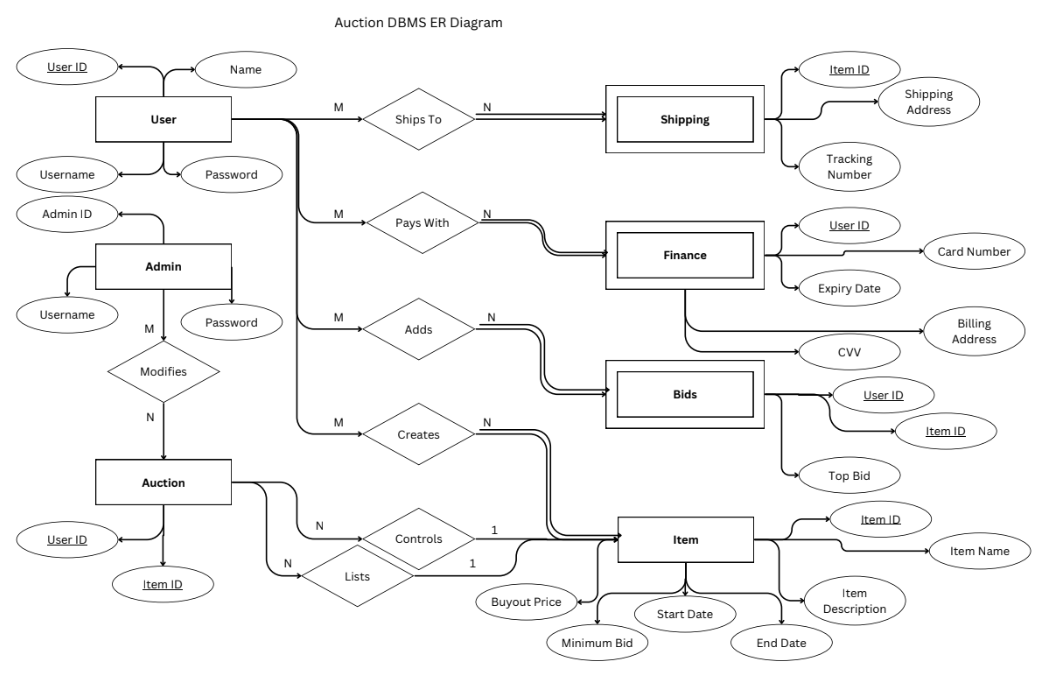 Auction DBMS ER Diagram
User ID
Name
User
Username
Password
M
Ships To
N
Shipping
Item ID
Shipping
Address
Tracking
Number
Admin ID
Admin
Username
Password
M
Pays With
N
Finance
User ID
Card Number
Expiry Date
Billing
Address
CVV
M
Modifies
N
M
Adds
N
Bids
User ID
Item ID
Top Bid
M
Creates
N
Auction
User ID
Item ID
N
Controls
1
N
Lists
1
Item
Item ID
Item Name
Item
Description
Buyout Price
Start Date
Minimum Bid
End Date